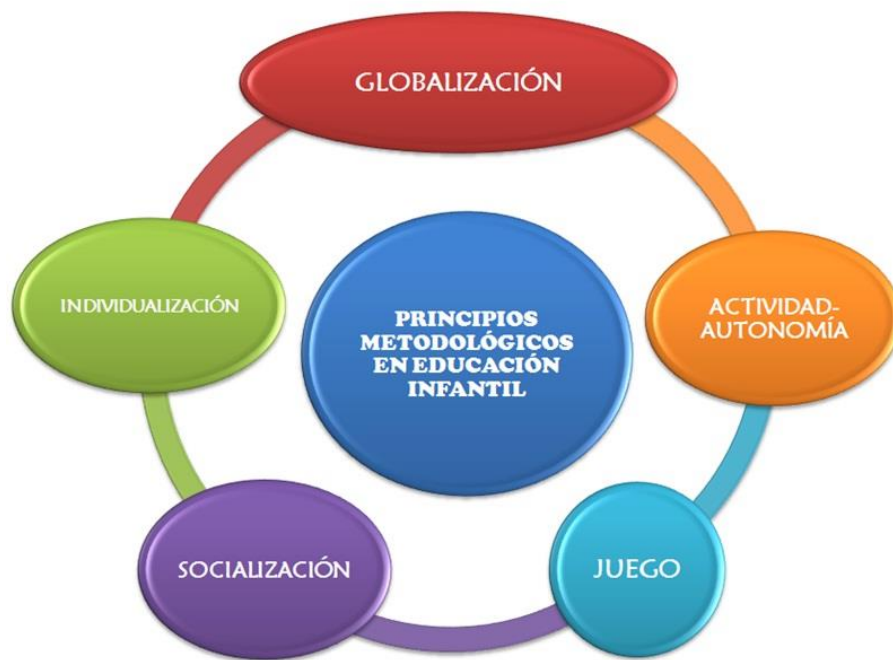 GLOBALIZACIÓN
ACTIVIDAD-
AUTONOMÍA
JUEGO
SOCIALIZACIÓN
INDIVIDUALIZACIÓN
PRINCIPIOS
METODOLÓGICOS
EN EDUCACIÓN
INFANTIL